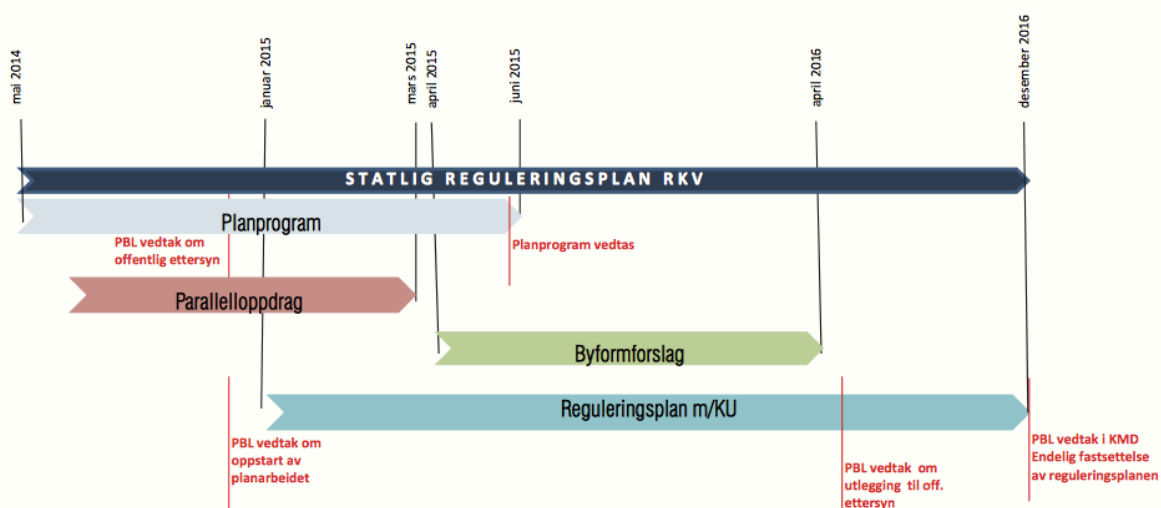 mai 2014
januar 2015
mars 2015
april 2015
juni 2015
april 2016
desember 2016
STATLIG REGULERINGSPLAN RKV
Planprogram
PBL vedtak om
offentlig ettersyn
Planprogram vedtas
Parallelloppdrag
Byformforslag
Reguleringsplan m/KU
PBL vedtak om
oppstart av
planarbeidet
PBL vedtak om
utlegging til off.
ettersyn
PBL vedtak i KMD
Endelig fastsettelse
av reguleringsplanen